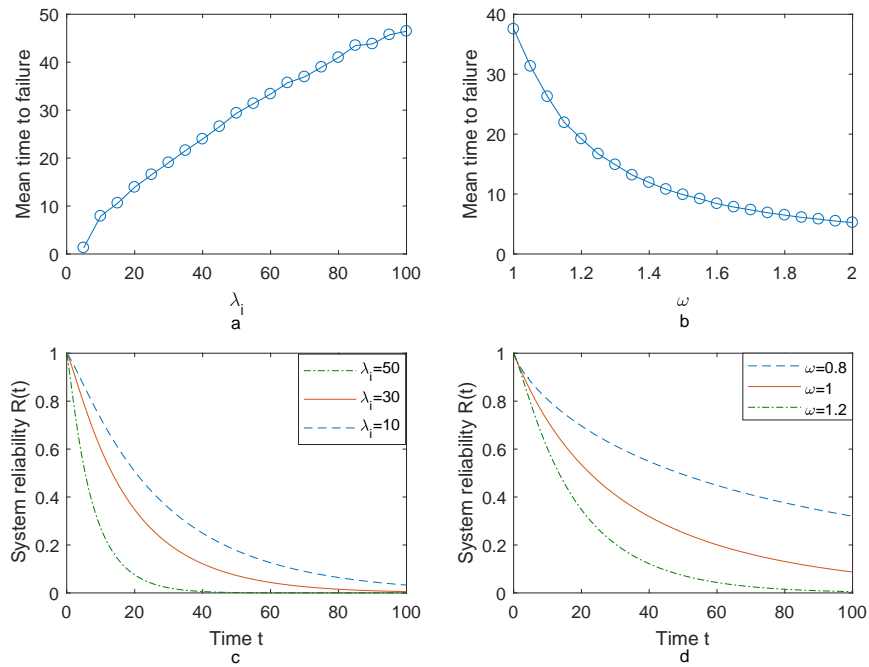 50
40
30
20
10
0
Mean time to failure
0 20 40 60 80 100
λi
a
40
30
20
10
0
Mean time to failure
1 1.2 1.4 1.6 1.8 2
ω
b
1
0.8
0.6
0.4
0.2
0
System reliability R(t)
λi=50
λi=30
λi=10
0 20 40 60 80 100
Time t
c
1
0.8
0.6
0.4
0.2
0
System reliability R(t)
ω=0.8
ω=1
ω=1.2
0 20 40 60 80 100
Time t
d